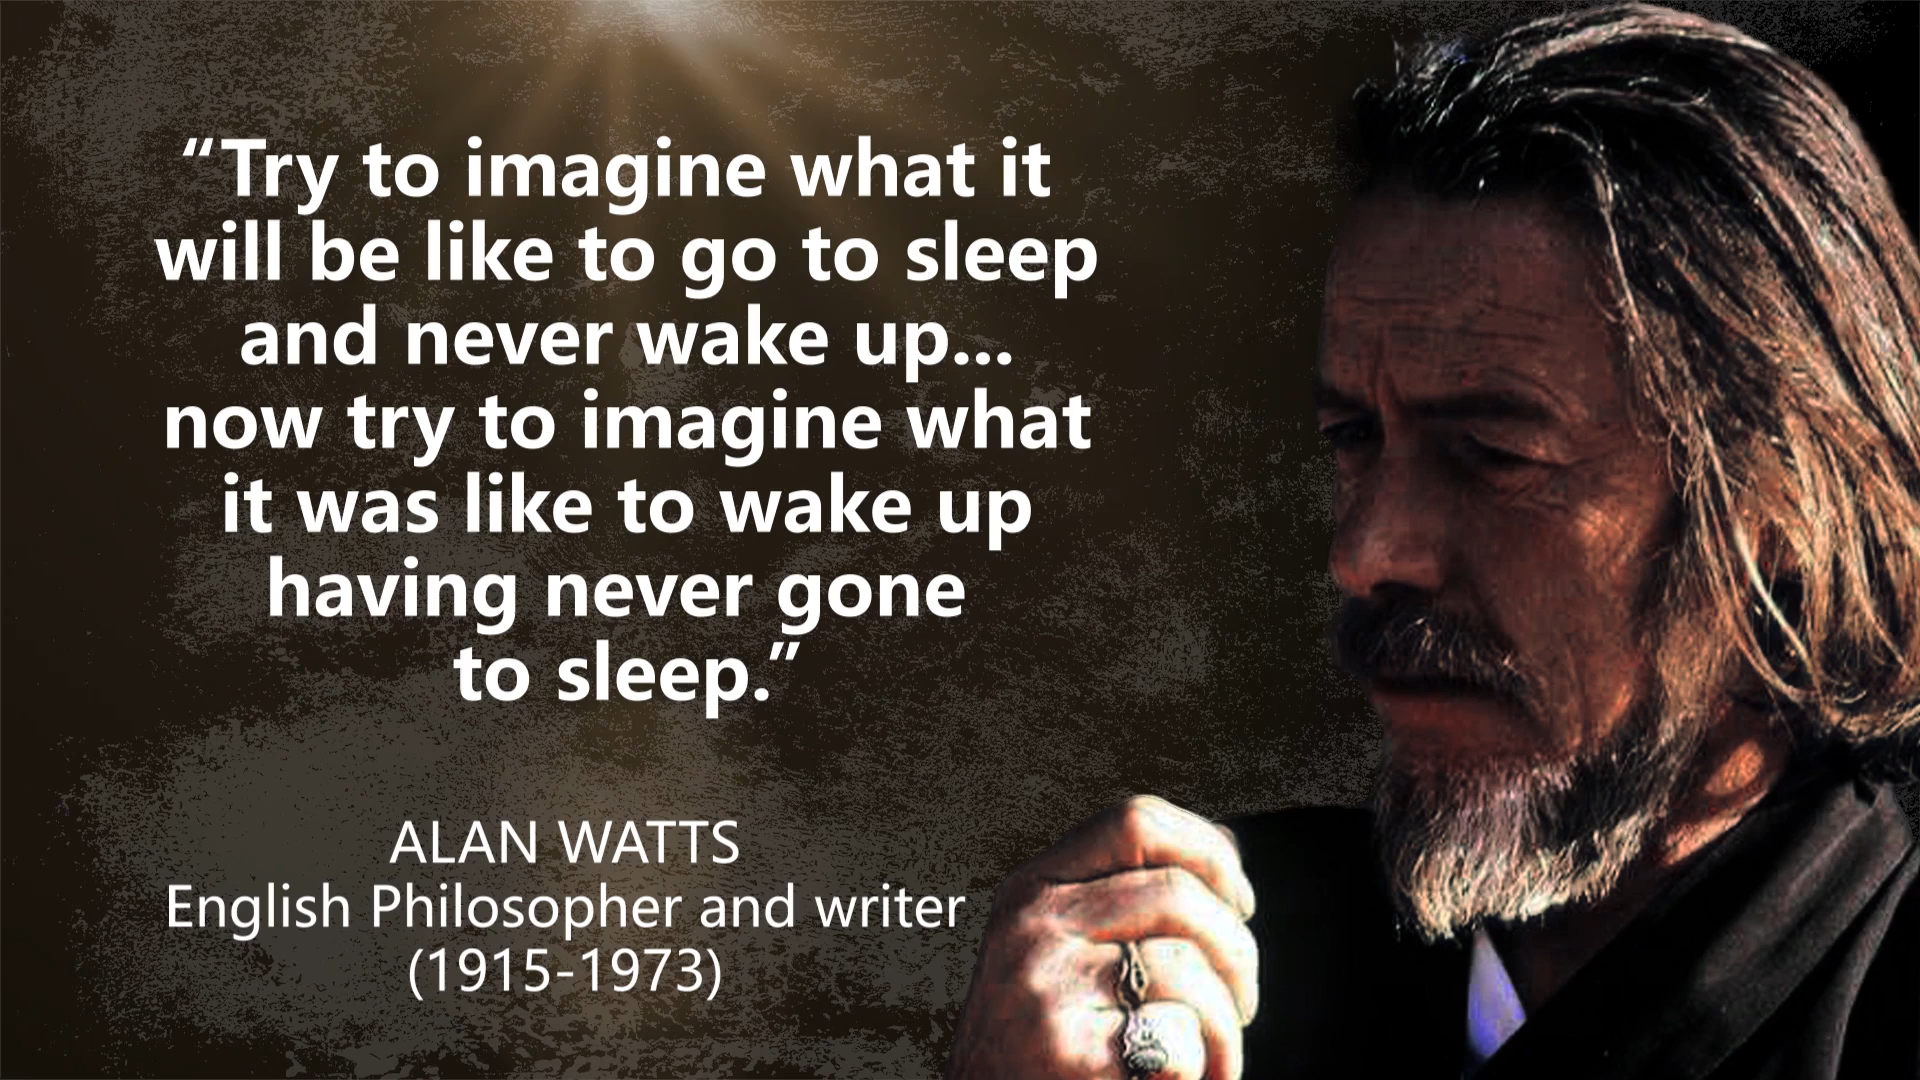 “Try to imagine what it
will be like to go to sleep
and never wake up...
now try to imagine what
it was like to wake up
having never gone
to sleep.”
ALAN WATTS
English Philosopher and writer
(1915-1973)